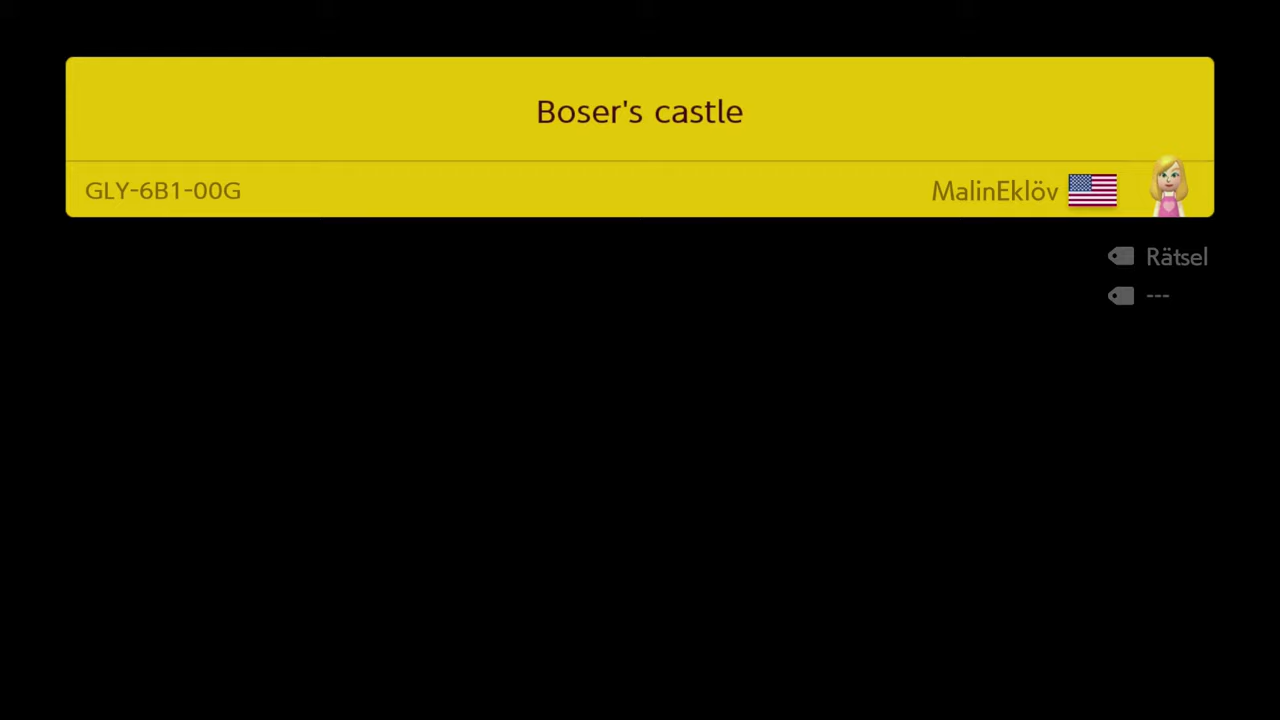 Boser's castle
GLY-6B1-00G
MalinEklöv
Rätsel
---